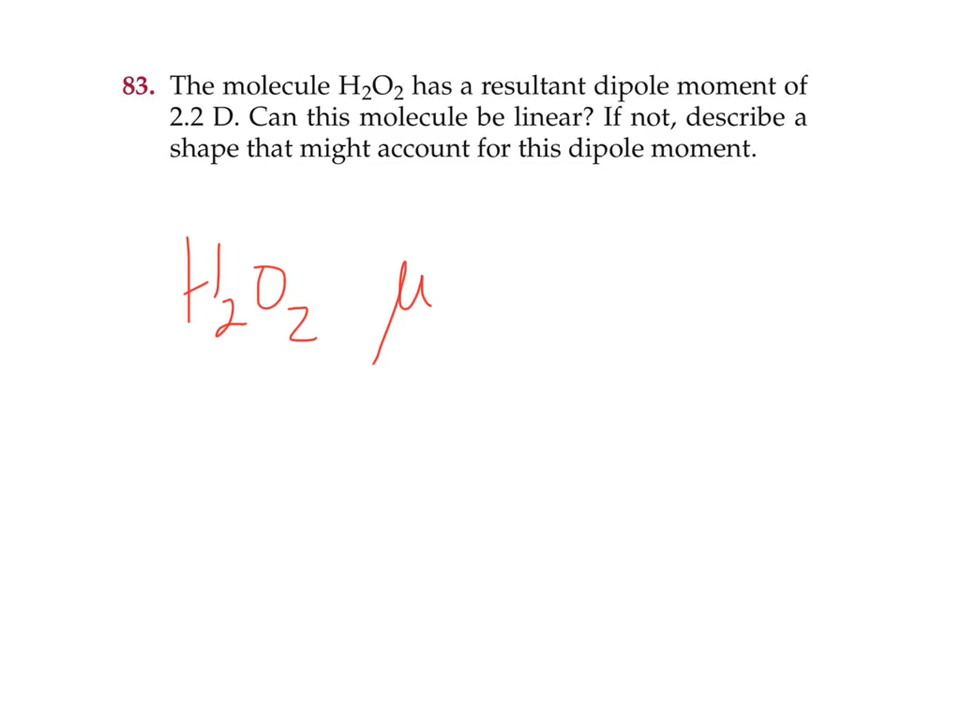 83. The molecule H₂O₂ has a resultant dipole moment of
2.2 D. Can this molecule be linear? If not, describe a
shape that might account for this dipole moment.
H₂O₂ μ